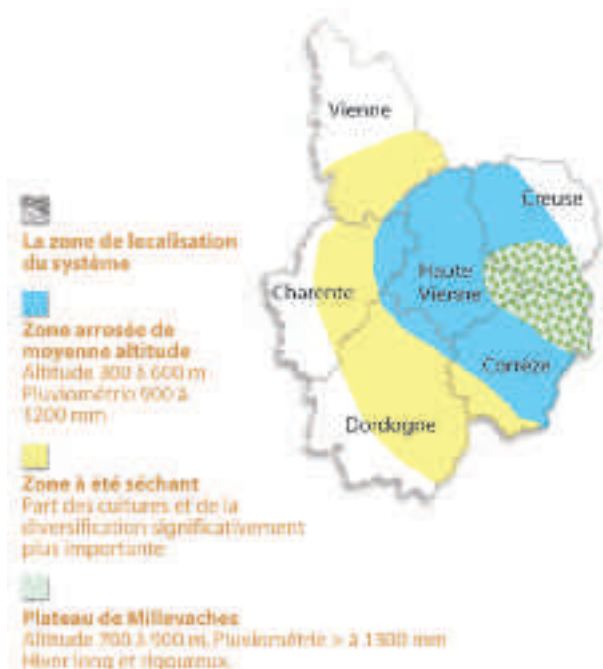 Vienne
Creuse
La zone de localisation
du système
Haute
Vienne
Charente
Zone arrosée de
moyenne altitude
Altitude 300 à 600 m
Pluviométrie 900 à
1200 mm
Corrèze
Dordogne
Zone à été séchant
Part des cultures et de la
diversification significativement
plus importante
Plateau de Millevaches
Altitude 700 à 900 m, Pluviométrie > à 1300 mm
Hiver long et rigoureux.